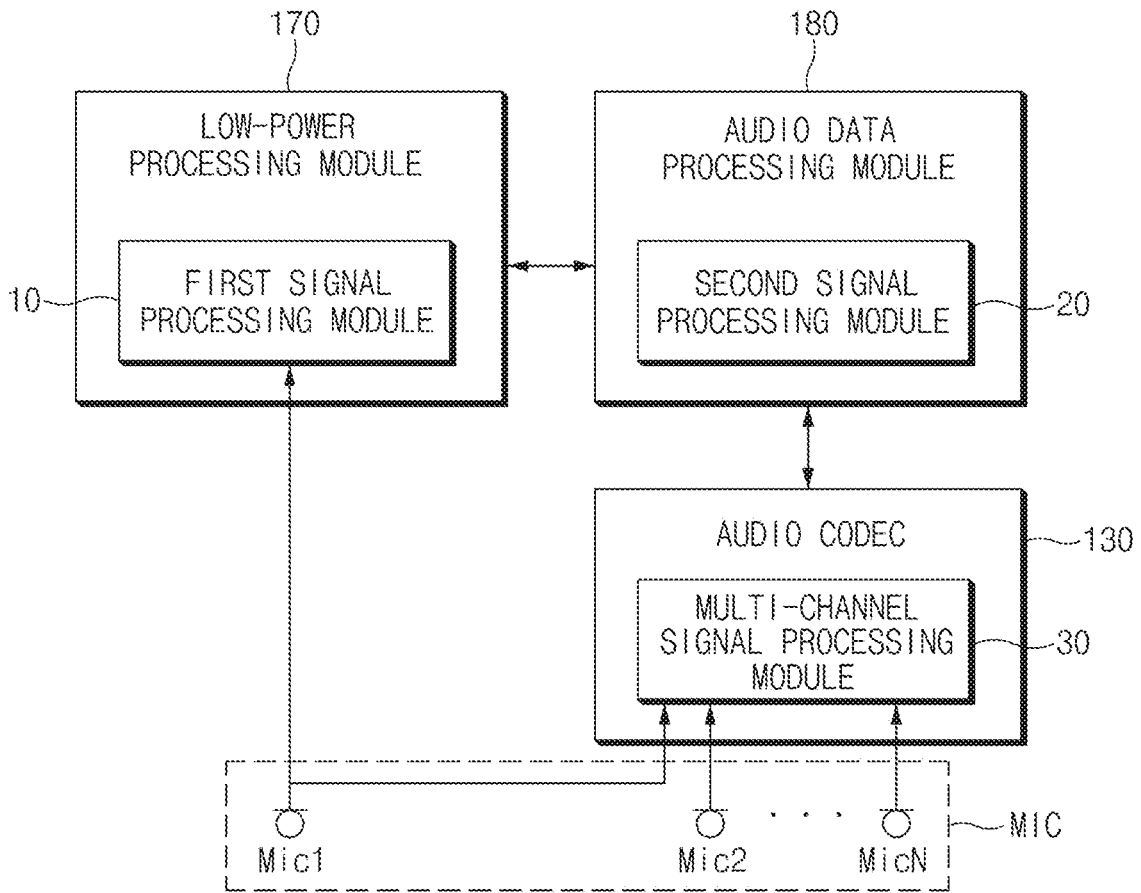 170
180
LOW-POWER
PROCESSING MODULE
AUDIO DATA
PROCESSING MODULE
10
FIRST SIGNAL
PROCESSING MODULE
SECOND SIGNAL
PROCESSING MODULE
20
AUDIO CODEC
130
MULTI-CHANNEL
SIGNAL PROCESSING
MODULE
30
Mic1
Mic2
· · ·
MicN
MIC